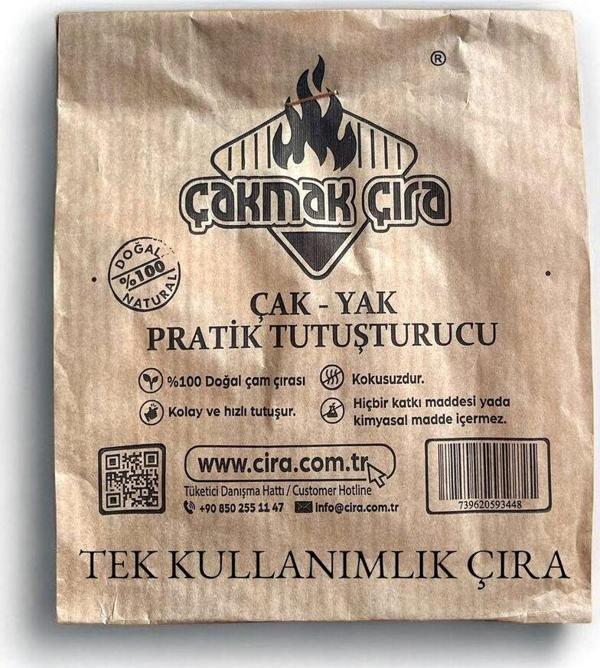 ®
çakmak çıra
DOĞAL
%100
NATURAL
ÇAK - YAK
PRATİK TUTUŞTURUCU
%100 Doğal çam çırası
Kokusuzdur.
Kolay ve hızlı tutuşur.
Hiçbir katkı maddesi yada
kimyasal madde içermez.
www.cira.com.tr
Tüketici Danışma Hattı / Customer Hotline
+90 850 255 11 47 info@cira.com.tr
739620593448
TEK KULLANIMLIK ÇIRA